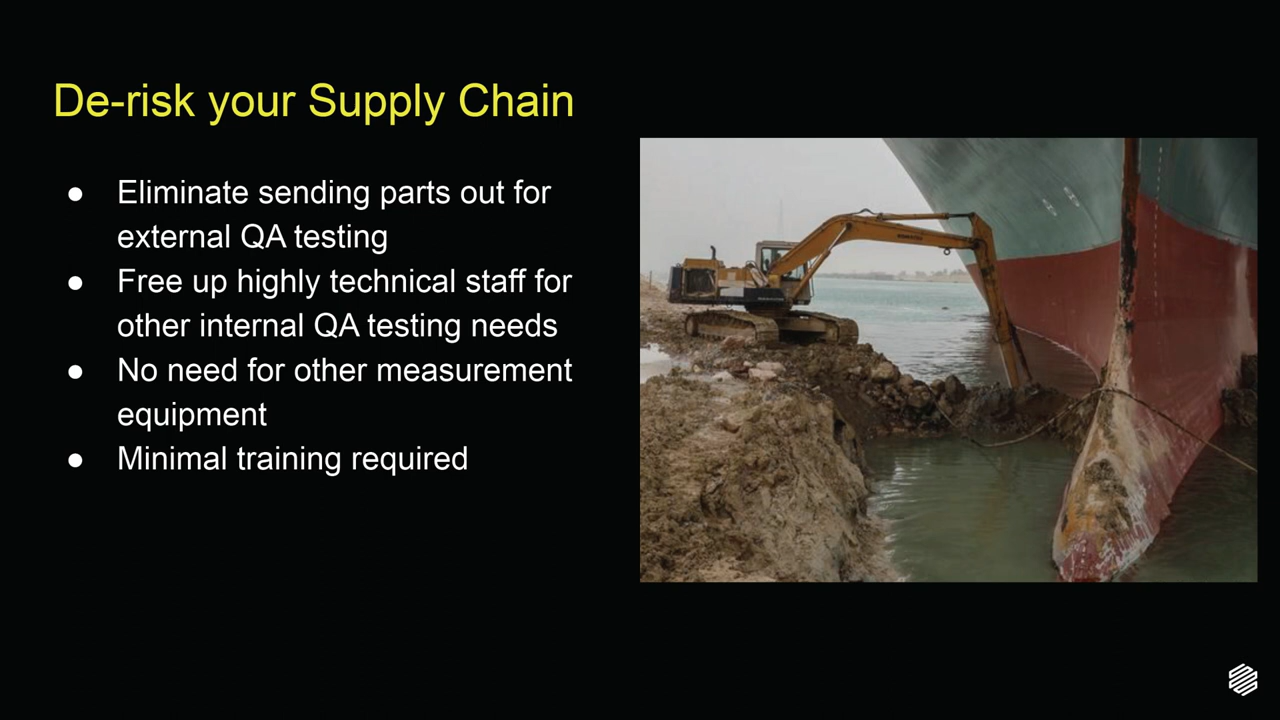 De-risk your Supply Chain
● Eliminate sending parts out for
external QA testing
● Free up highly technical staff for
other internal QA testing needs
● No need for other measurement
equipment
● Minimal training required
KOMATSU